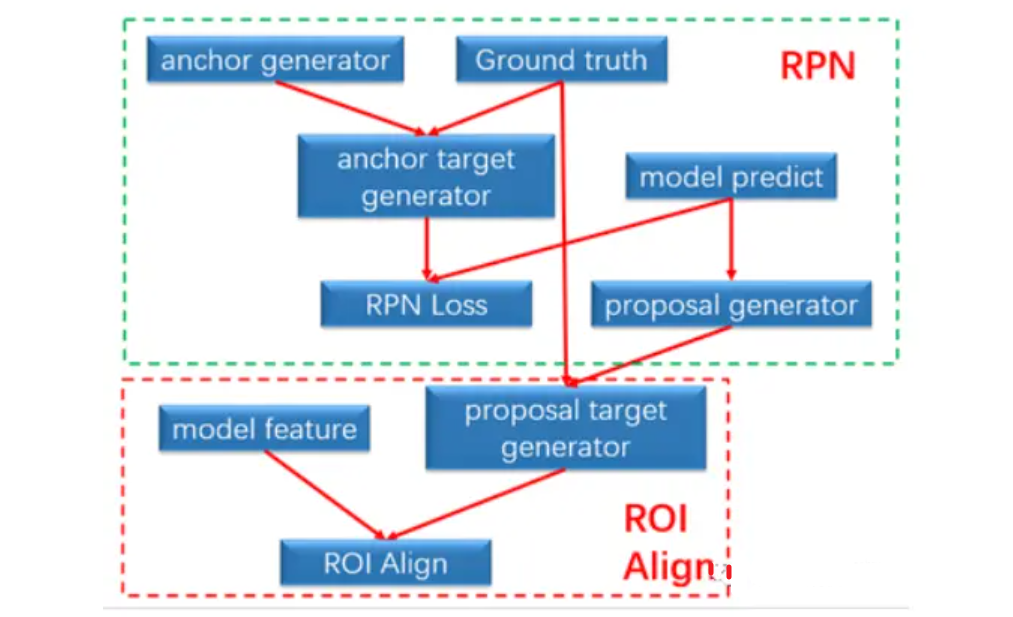 anchor generator
Ground truth
RPN
anchor target
generator
model predict
RPN Loss
proposal generator
model feature
proposal target
generator
ROI
Align
ROI Align